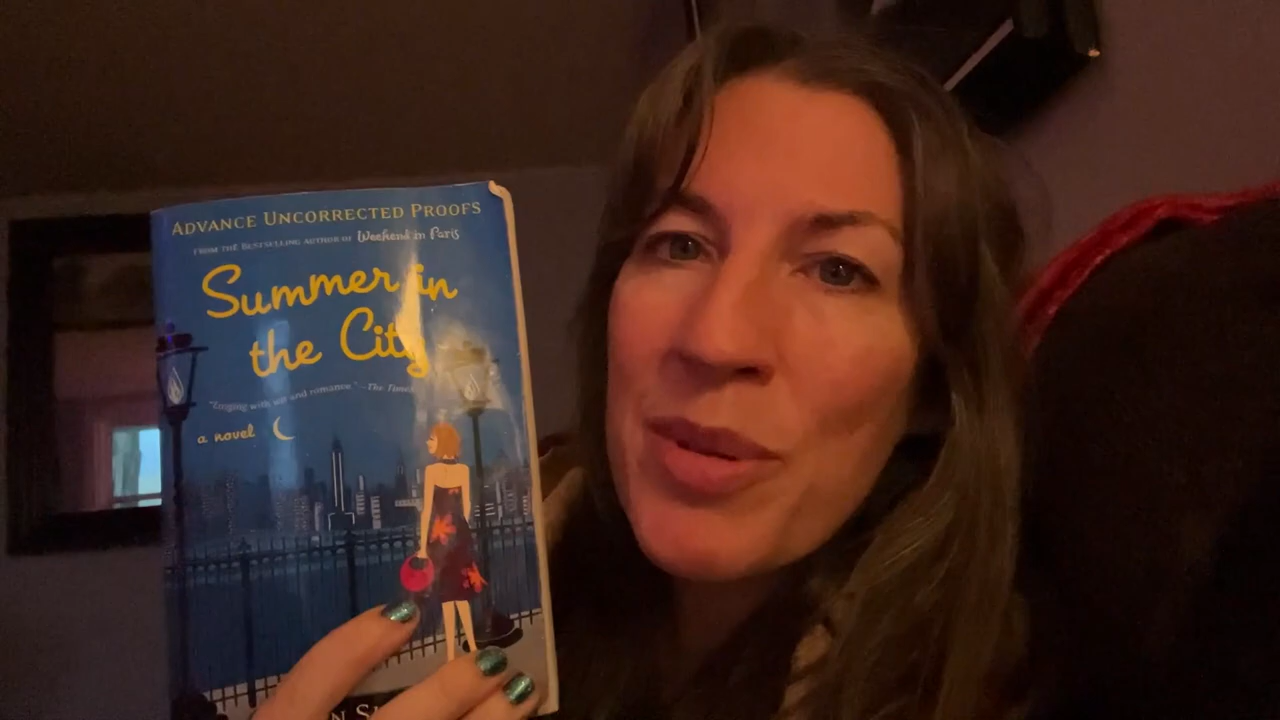 ADVANCE UNCORRECTED PROOFS
FROM THE BESTSELLING AUTHOR OF Weekend in Paris
Summer in
the City
"Zinging with wit and romance." —The Times
a novel